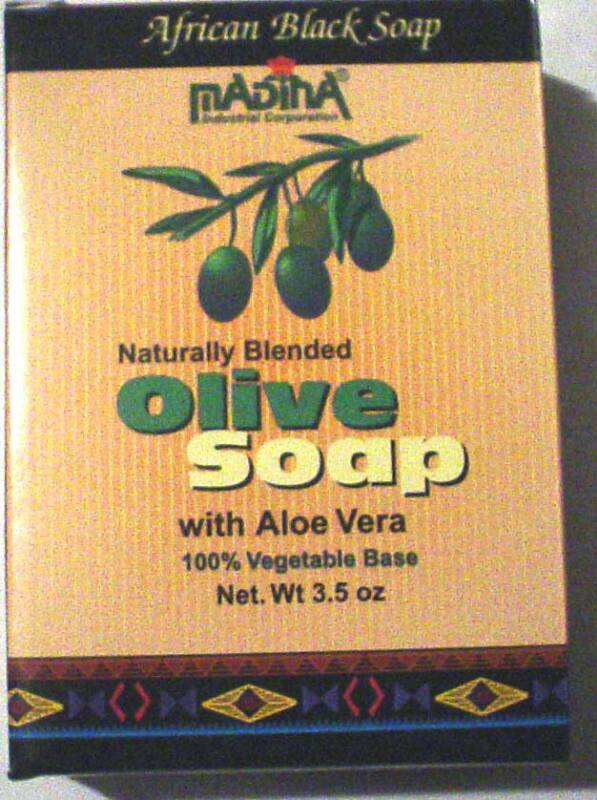 African Black Soap
MADINA®
Industrial Corporation
Naturally Blended
Olive
Soap
with Aloe Vera
100% Vegetable Base
Net. Wt 3.5 oz